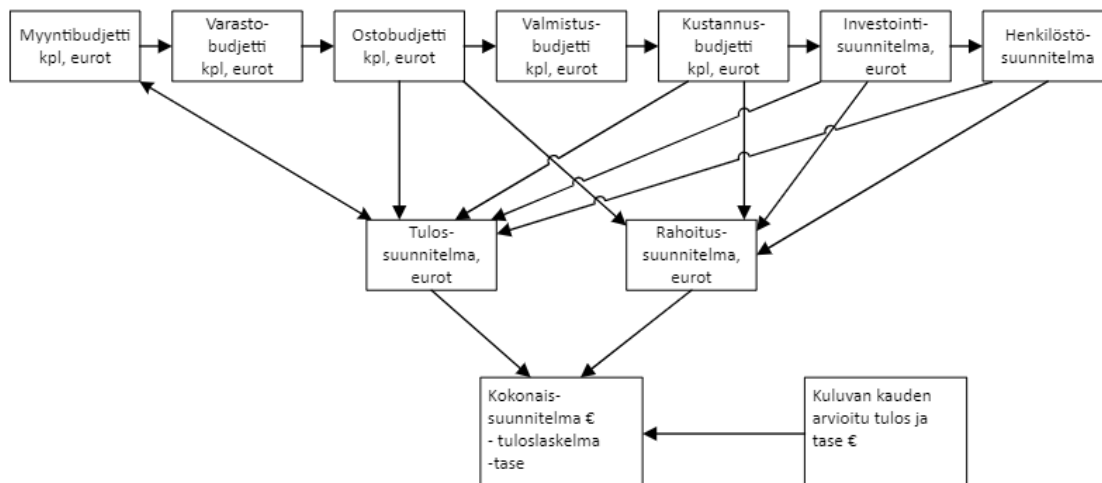 Myyntibudjetti
kpl, eurot
Varasto-
budjetti
kpl, eurot
Ostobudjetti
kpl, eurot
Valmistus-
budjetti
kpl, eurot
Kustannus-
budjetti
kpl, eurot
Investointi-
suunnitelma,
eurot
Henkilöstö-
suunnitelma
Tulos-
suunnitelma,
eurot
Rahoitus-
suunnitelma,
eurot
Kokonais-
suunnitelma €
- tuloslaskelma
-tase
Kuluvan kauden
arvioitu tulos ja
tase €